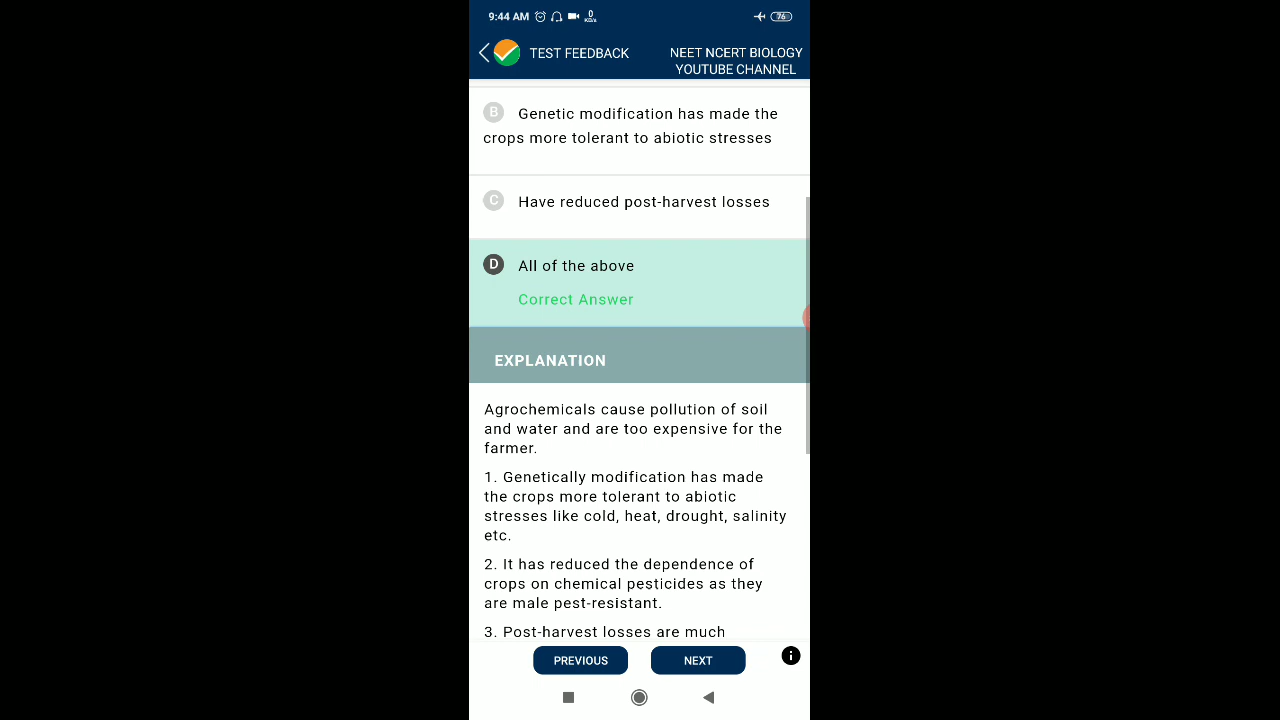 9:44 AM 0 KB/s 76
TEST FEEDBACK
NEET NCERT BIOLOGY
YOUTUBE CHANNEL
B Genetic modification has made the
crops more tolerant to abiotic stresses
C Have reduced post-harvest losses
D All of the above
Correct Answer
EXPLANATION
Agrochemicals cause pollution of soil
and water and are too expensive for the
farmer.
1. Genetically modification has made
the crops more tolerant to abiotic
stresses like cold, heat, drought, salinity
etc.
2. It has reduced the dependence of
crops on chemical pesticides as they
are male pest-resistant.
3. Post-harvest losses are much
PREVIOUS NEXT i